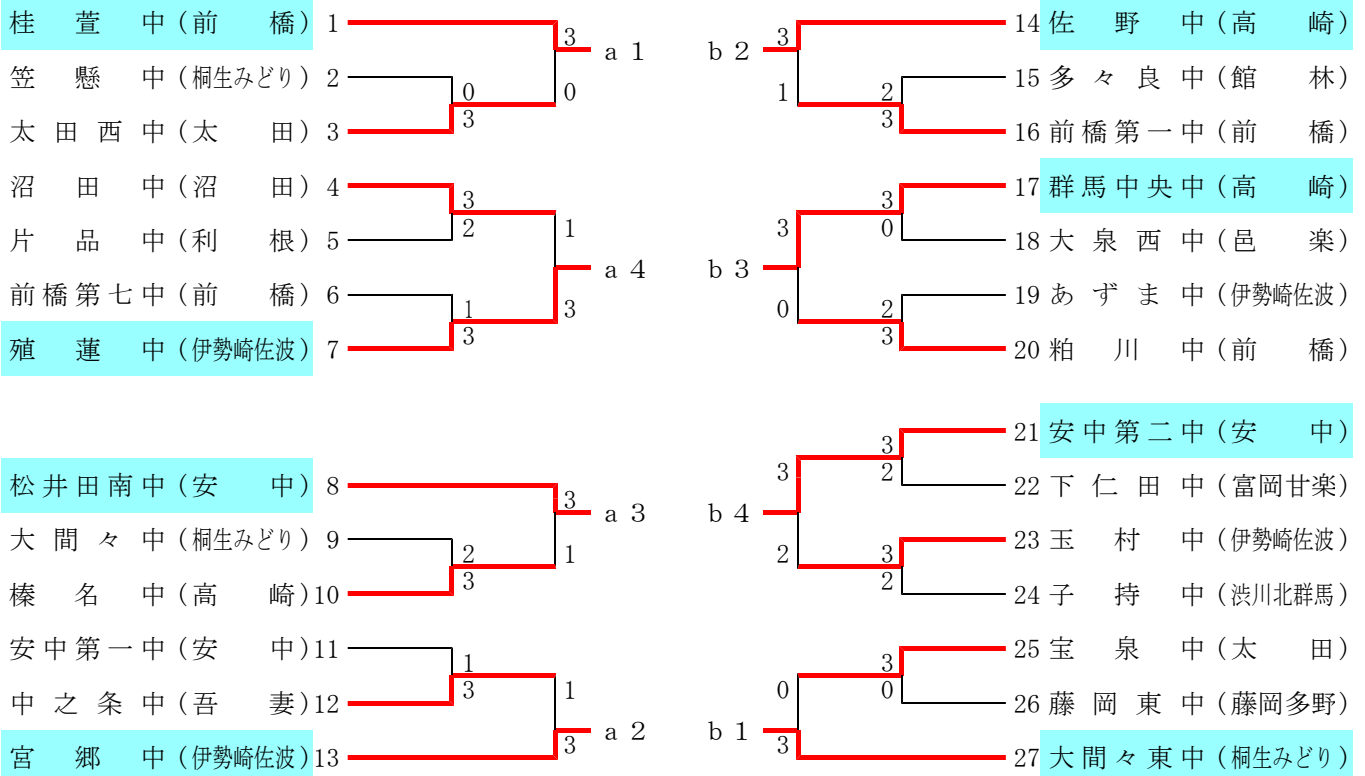 桂萱中(前橋) 1
笠懸中(桐生みどり) 2
太田西中(太田) 3
沼田中(沼田) 4
片品中(利根) 5
前橋第七中(前橋) 6
殖蓮中(伊勢崎佐波) 7
松井田南中(安中) 8
大間々中(桐生みどり) 9
榛名中(高崎) 10
安中第一中(安中) 11
中之条中(吾妻) 12
宮郷中(伊勢崎佐波) 13
0
3
3
2
1
3
2
3
1
3
3
0
1
3
3
1
1
3
a 1
a 4
a 3
a 2
b 2
b 3
b 4
b 1
3
1
3
0
3
2
0
3
2
3
3
0
2
3
3
2
3
2
3
0
14 佐野中(高崎)
15 多々良中(館林)
16 前橋第一中(前橋)
17 群馬中央中(高崎)
18 大泉西中(邑楽)
19 あずま中(伊勢崎佐波)
20 粕川中(前橋)
21 安中第二中(安中)
22 下仁田中(富岡甘楽)
23 玉村中(伊勢崎佐波)
24 子持中(渋川北群馬)
25 宝泉中(太田)
26 藤岡東中(藤岡多野)
27 大間々東中(桐生みどり)